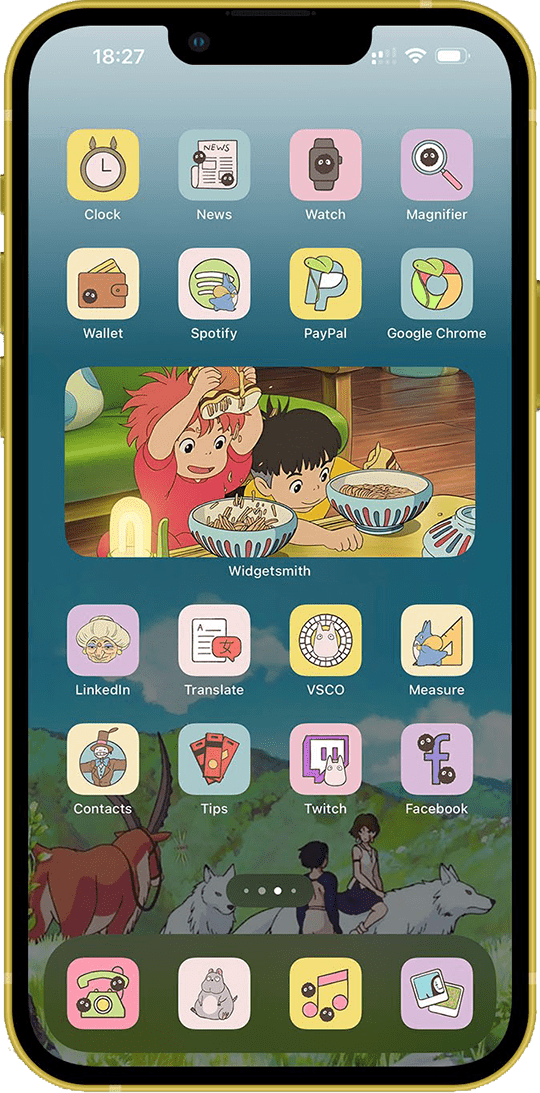 18:27
NEWS
Clock
News
Watch
Magnifier
P
Wallet
Spotify
PayPal
Google Chrome
Widgetsmith
A
文
LinkedIn
Translate
VSCO
Measure
f
Contacts
Tips
Twitch
Facebook